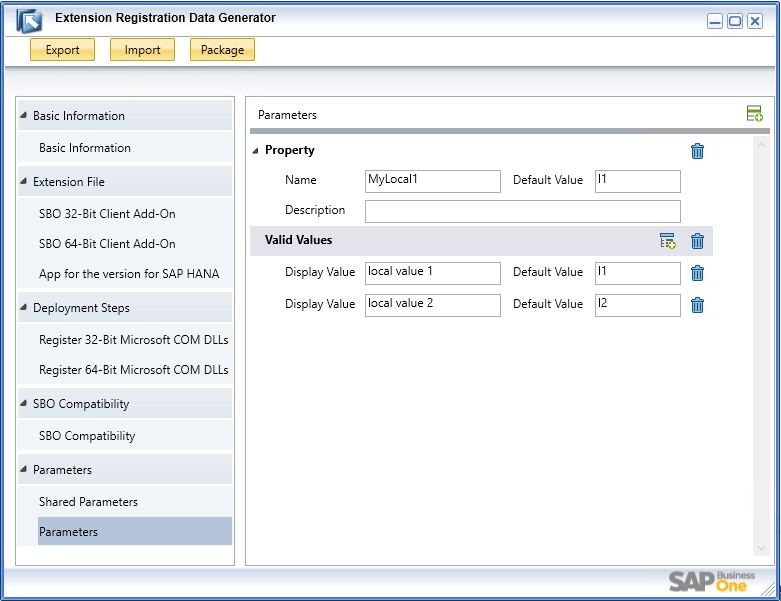 Extension Registration Data Generator
Export Import Package
Basic Information
Basic Information
Extension File
SBO 32-Bit Client Add-On
SBO 64-Bit Client Add-On
App for the version for SAP HANA
Deployment Steps
Register 32-Bit Microsoft COM DLLs
Register 64-Bit Microsoft COM DLLs
SBO Compatibility
SBO Compatibility
Parameters
Shared Parameters
Parameters
Parameters
Property
Name MyLocal1 Default Value l1
Description
Valid Values
Display Value local value 1 Default Value l1
Display Value local value 2 Default Value l2
SAP Business One